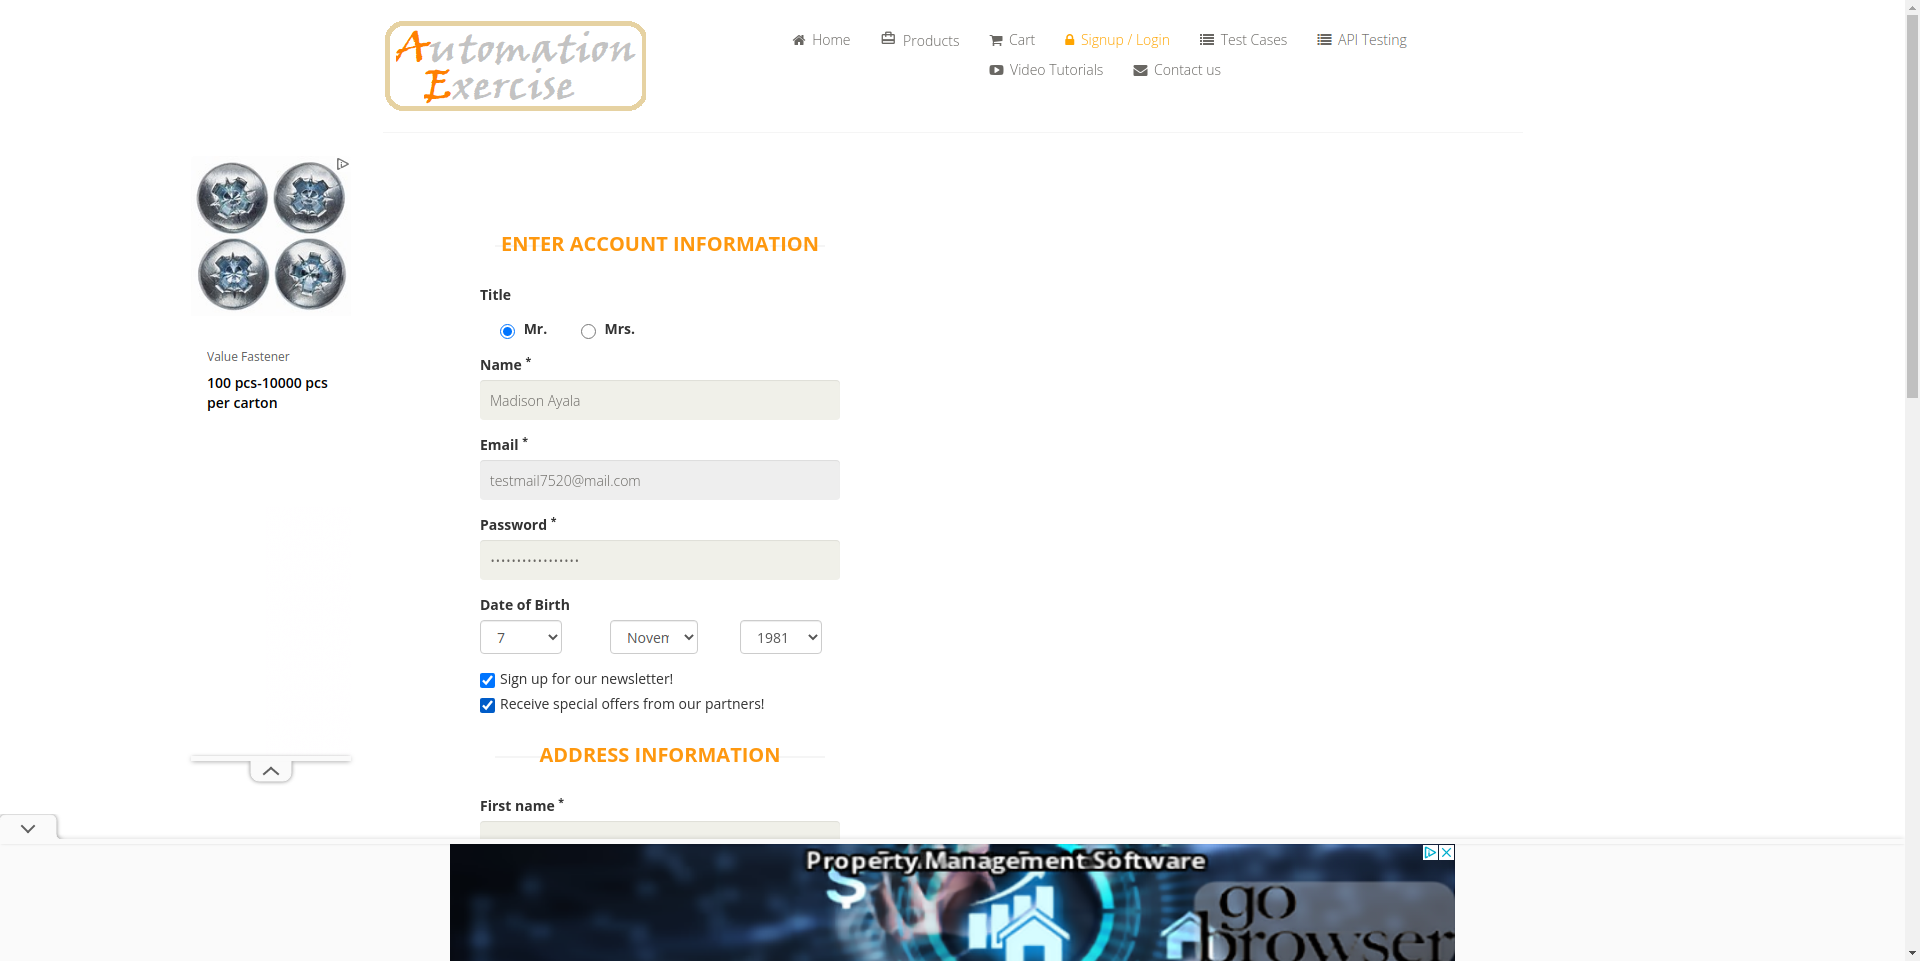 Automation
Exercise
Home
Products
Cart
Signup / Login
Test Cases
API Testing
Video Tutorials
Contact us
Value Fastener
100 pcs-10000 pcs
per carton
ENTER ACCOUNT INFORMATION
Title
Mr.
Mrs.
Name *
Madison Ayala
Email *
testmail7520@mail.com
Password *
•••••••••••••••••
Date of Birth
7
Novem
1981
Sign up for our newsletter!
Receive special offers from our partners!
ADDRESS INFORMATION
First name *
Property Management Software
$
go
browser